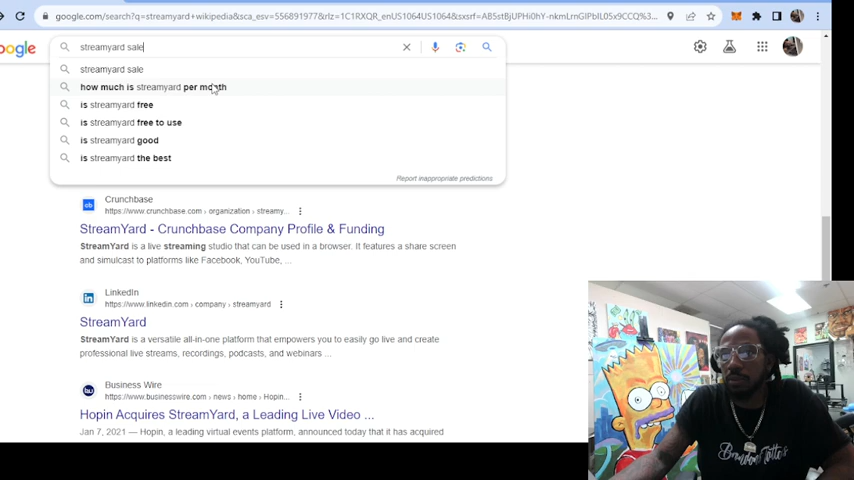 google.com/search?q=streamyard+wikipedia&sca_esv=556891977&rlz=1C1RXQR_enUS1064US1064&sxsrf=
oogle
streamyard sale
streamyard sale
how much is streamyard per month
is streamyard free
is streamyard free to use
is streamyard good
is streamyard the best
Report inappropriate predictions
Crunchbase
https://www.crunchbase.com › organization › streamy...
StreamYard - Crunchbase Company Profile & Funding
StreamYard is a live streaming studio that can be used in a browser. It features a share screen
and simulcast to platforms like Facebook, YouTube, ...
LinkedIn
https://www.linkedin.com › company › streamyard
StreamYard
StreamYard is a versatile all-in-one platform that empowers you to easily go live and create
professional live streams, recordings, podcasts, and webinars ...
Business Wire
https://www.businesswire.com › news › home › Hopin...
Hopin Acquires StreamYard, a Leading Live Video ...
Jan 7, 2021 — Hopin, a leading virtual events platform, announced today that it has acquired